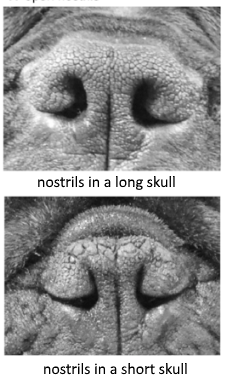 nostrils in a long skull
nostrils in a short skull